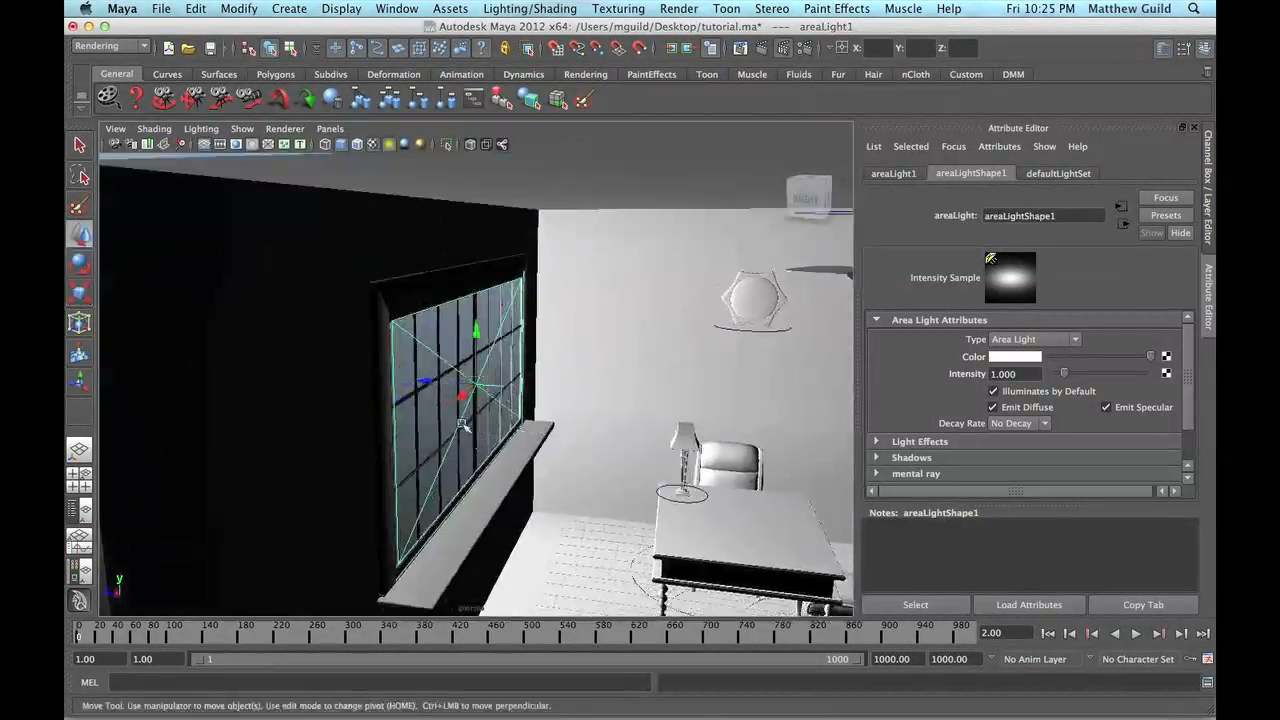 Maya File Edit Modify Create Display Window Assets Lighting/Shading Texturing Render Toon Stereo Paint Effects Muscle Help Fri 10:25 PM Matthew Guild
Autodesk Maya 2012 x64: /Users/mguild/Desktop/tutorial.ma* --- areaLight1
Rendering X: Y: Z:
General Curves Surfaces Polygons Subdivs Deformation Animation Dynamics Rendering PaintEffects Toon Muscle Fluids Fur Hair nCloth Custom DMM
View Shading Lighting Show Renderer Panels
Attribute Editor
List Selected Focus Attributes Show Help
areaLight1 areaLightShape1 defaultLightSet
Focus
areaLight: areaLightShape1 Presets
Show Hide
Intensity Sample
Area Light Attributes
Type Area Light
Color
Intensity 1.000
Illuminates by Default
Emit Diffuse Emit Specular
Decay Rate No Decay
Light Effects
Shadows
mental ray
Notes: areaLightShape1
Select Load Attributes Copy Tab
Channel Box / Layer Editor
Attribute Editor
RIGHT
y
0 20 40 60 80 100 140 180 220 260 300 340 380 420 460 500 540 580 620 660 700 740 780 820 860 900 940 980
0
2.00
1.00 1.00 1 1000 1000.00 1000.00 No Anim Layer No Character Set
MEL
Move Tool: Use manipulator to move object(s). Use edit mode to change pivot (HOME). Ctrl+LMB to move perpendicular.